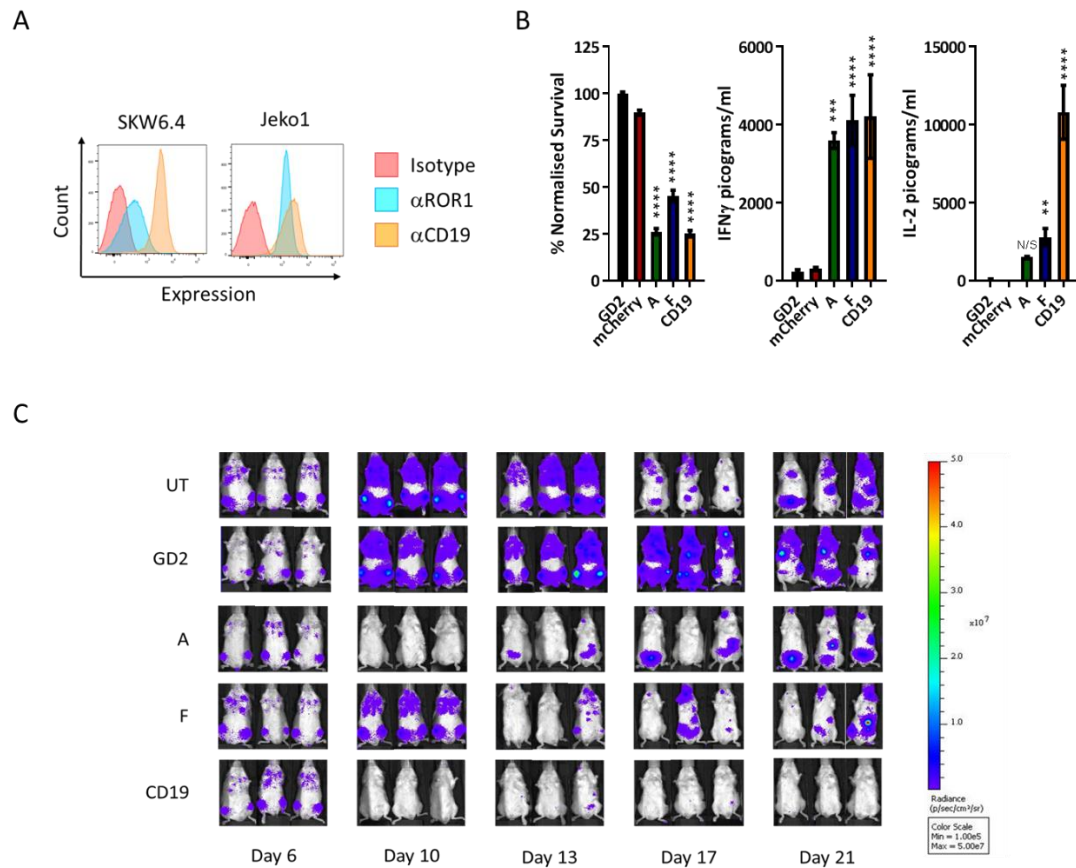 A
SKW6.4
Jeko1
Count
Expression
Isotype
αROR1
αCD19
B
% Normalised Survival
125
100
75
50
25
0
GD2
mCherry
A
F
CD19
****
****
****
IFNγ picograms/ml
6000
4000
2000
0
GD2
mCherry
A
F
CD19
***
****
****
IL-2 picograms/ml
15000
10000
5000
0
GD2
mCherry
A
F
CD19
N/S
**
****
C
UT
GD2
A
F
CD19
Day 6
Day 10
Day 13
Day 17
Day 21
5.0
4.0
3.0
x10⁷
2.0
1.0
Radiance
(p/sec/cm²/sr)
Color Scale
Min = 1.00e5
Max = 5.00e7